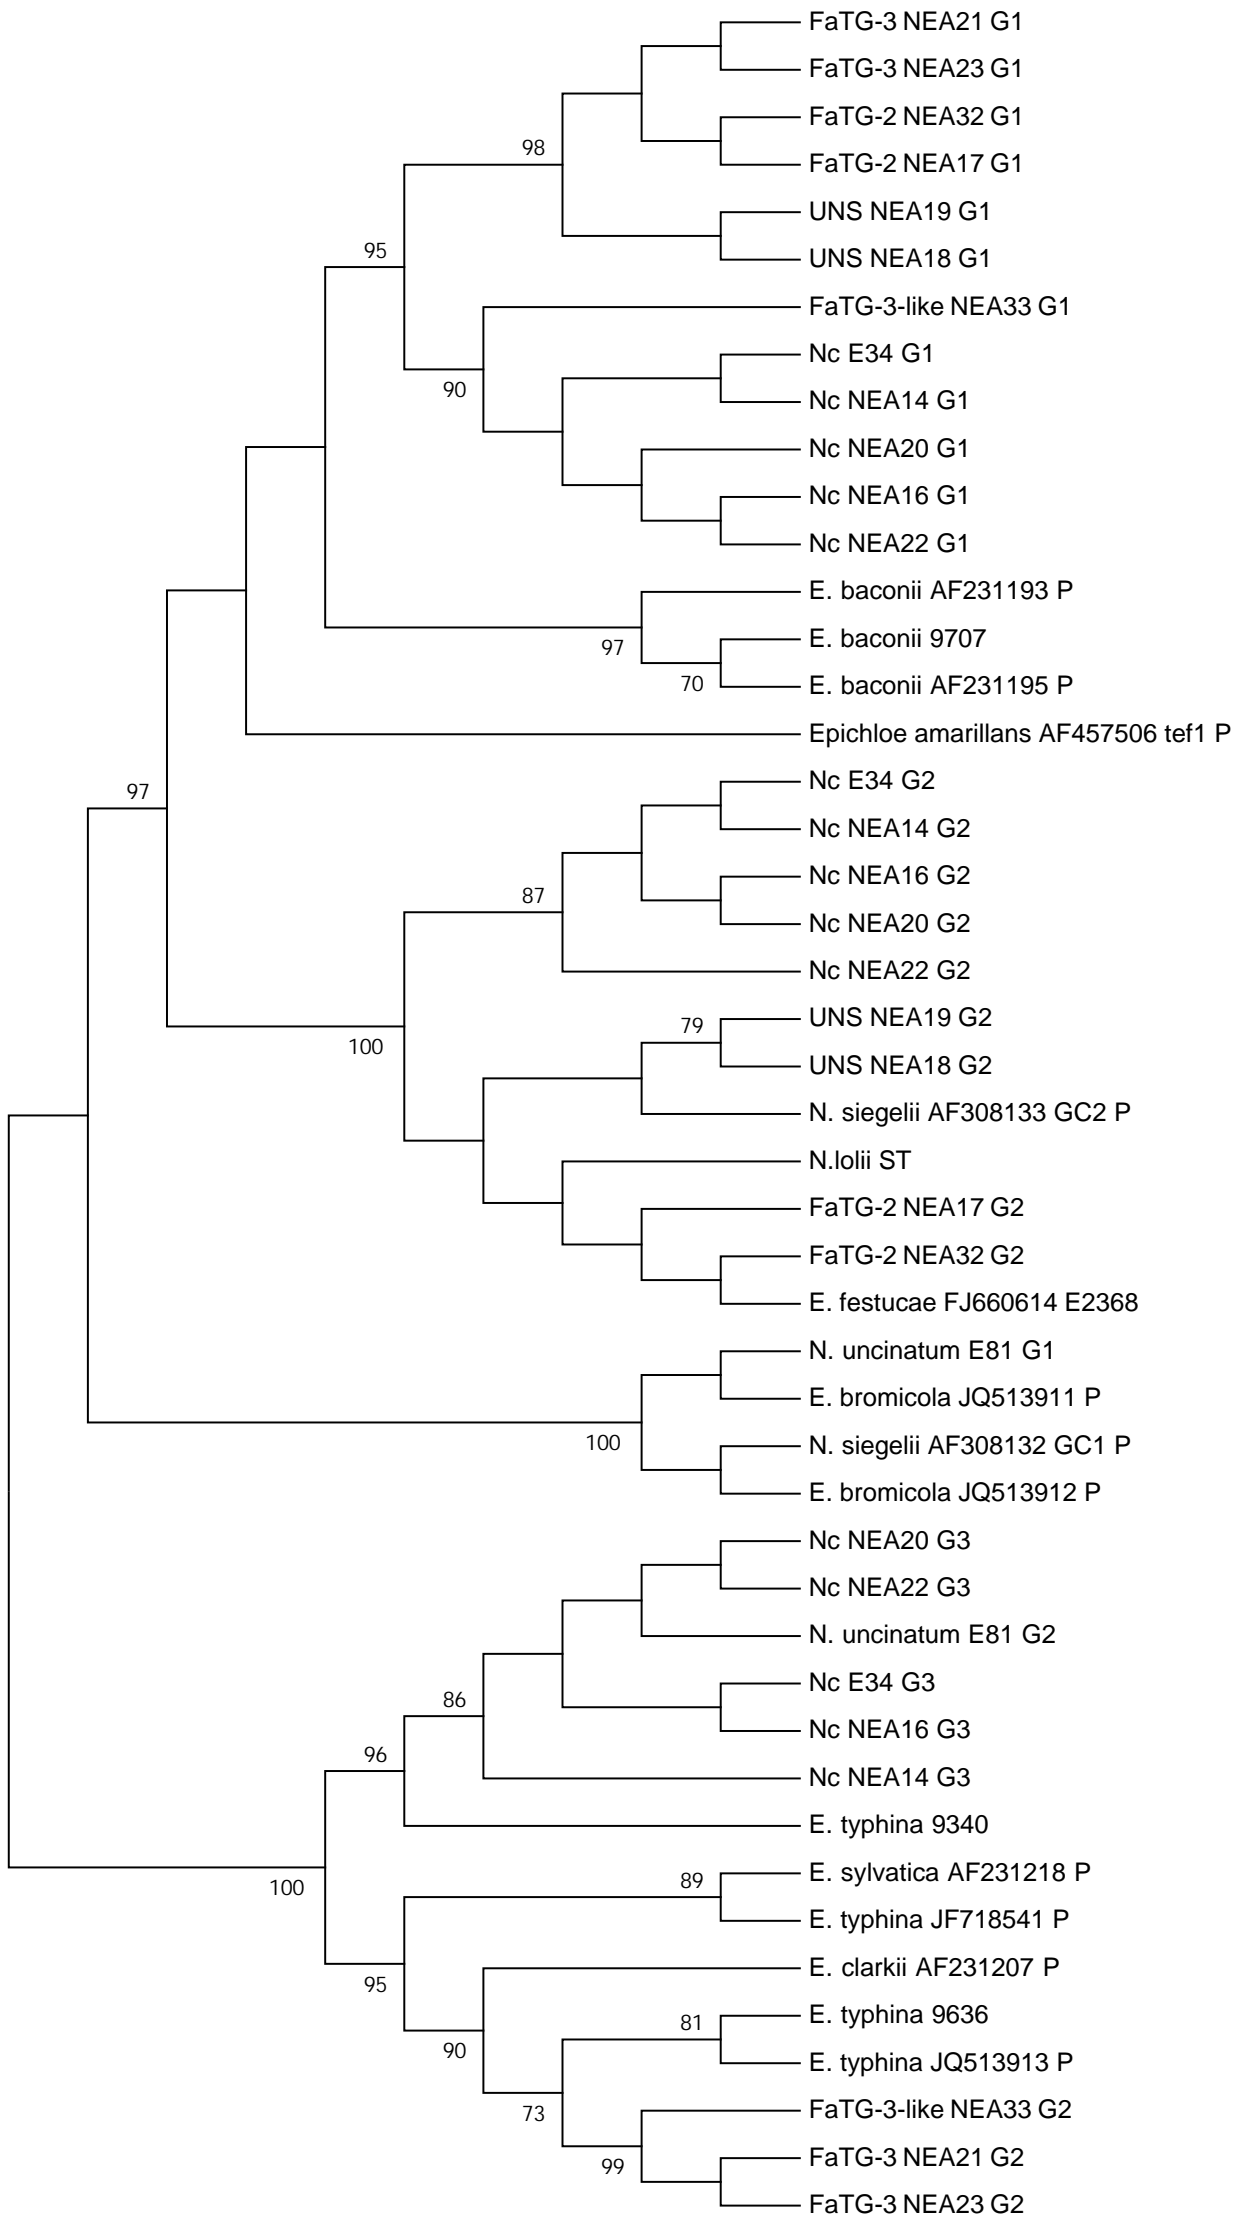 FaTG-3 NEA21 G1
FaTG-3 NEA23 G1
FaTG-2 NEA32 G1
98
FaTG-2 NEA17 G1
UNS NEA19 G1
95
UNS NEA18 G1
FaTG-3-like NEA33 G1
Nc E34 G1
90
Nc NEA14 G1
Nc NEA20 G1
Nc NEA16 G1
Nc NEA22 G1
E. baconii AF231193 P
97
E. baconii 9707
70
E. baconii AF231195 P
Epichloe amarillans AF457506 tef1 P
97
Nc E34 G2
Nc NEA14 G2
Nc NEA16 G2
87
Nc NEA20 G2
Nc NEA22 G2
UNS NEA19 G2
79
100
UNS NEA18 G2
N. siegelii AF308133 GC2 P
N.lolii ST
FaTG-2 NEA17 G2
FaTG-2 NEA32 G2
E. festucae FJ660614 E2368
N. uncinatum E81 G1
E. bromicola JQ513911 P
100
N. siegelii AF308132 GC1 P
E. bromicola JQ513912 P
Nc NEA20 G3
Nc NEA22 G3
N. uncinatum E81 G2
Nc E34 G3
86
Nc NEA16 G3
96
Nc NEA14 G3
E. typhina 9340
100
89
E. sylvatica AF231218 P
E. typhina JF718541 P
95
E. clarkii AF231207 P
90
81
E. typhina 9636
E. typhina JQ513913 P
73
FaTG-3-like NEA33 G2
99
FaTG-3 NEA21 G2
FaTG-3 NEA23 G2